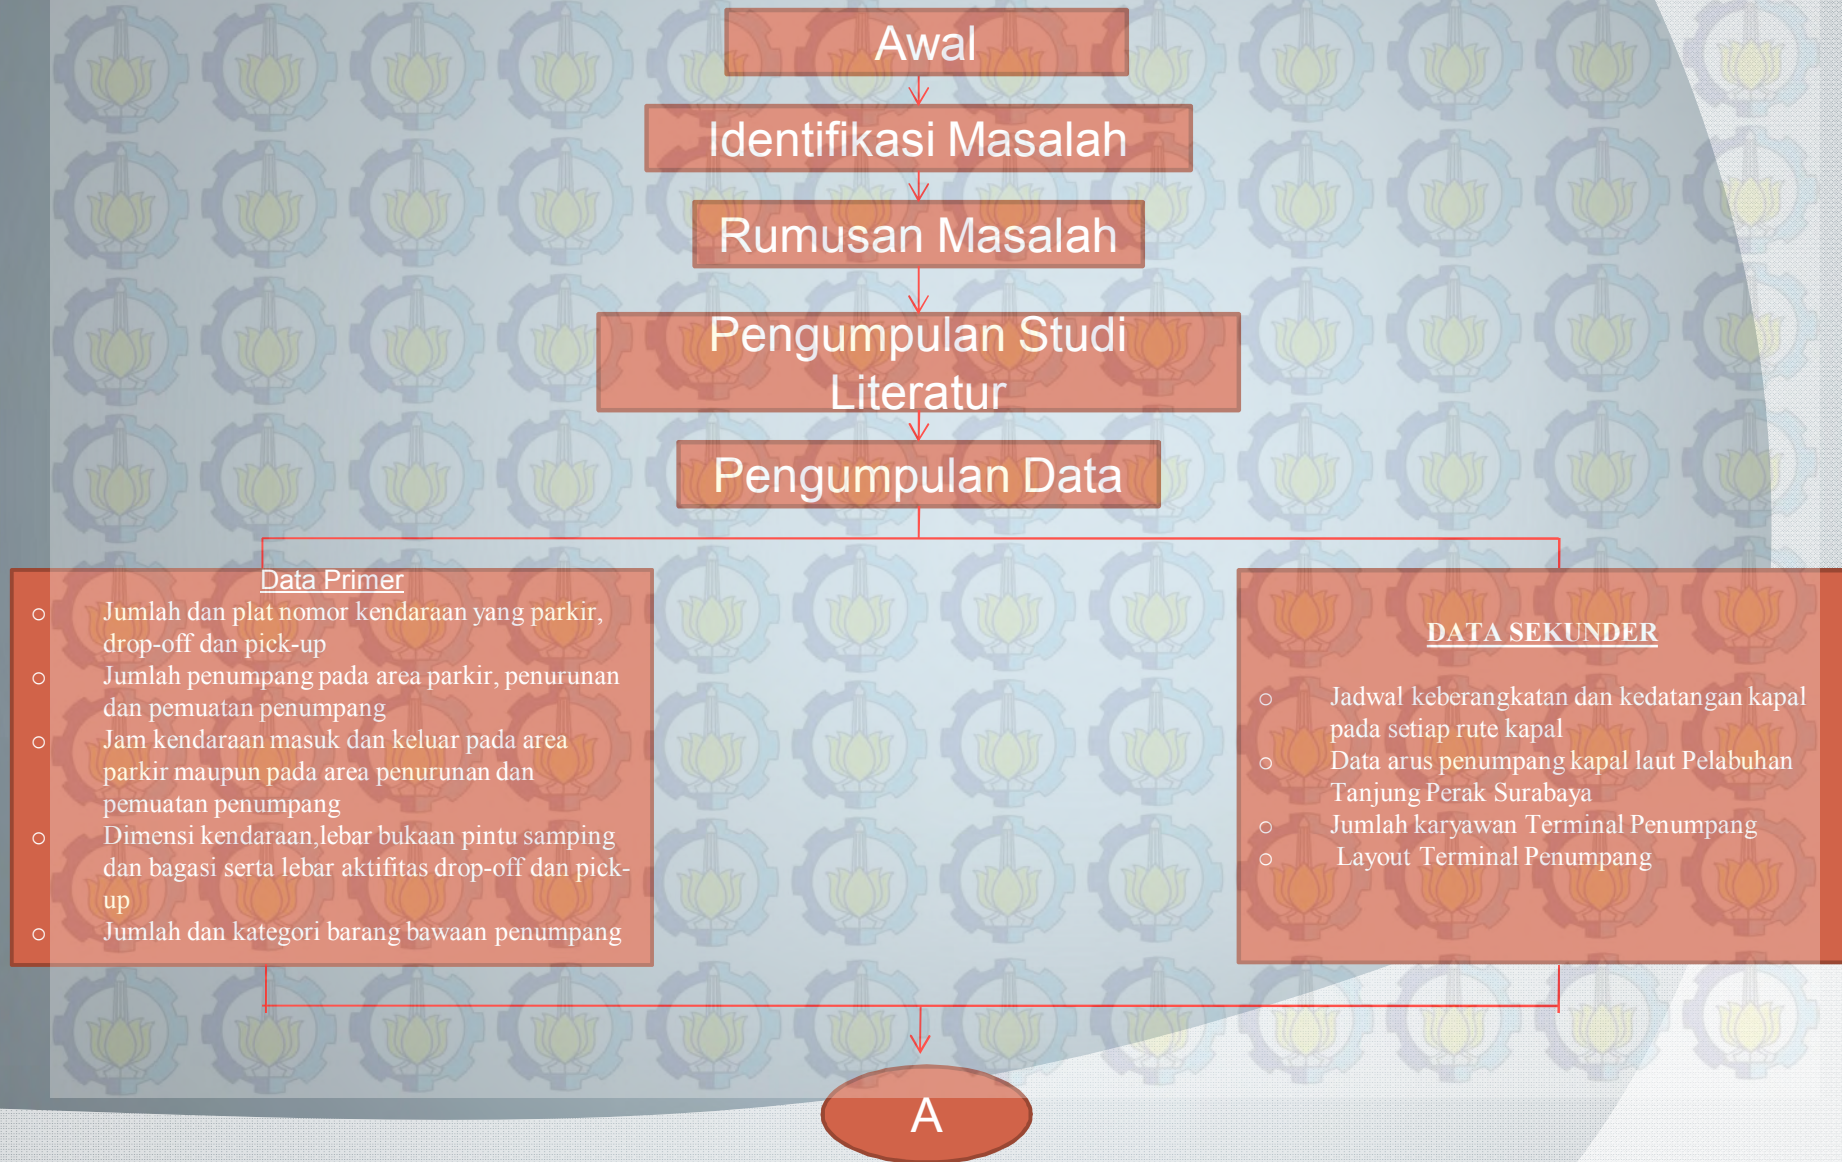 Awal
Identifikasi Masalah
Rumusan Masalah
Pengumpulan Studi
Literatur
Pengumpulan Data
Data Primer
o Jumlah dan plat nomor kendaraan yang parkir,
drop-off dan pick-up
o Jumlah penumpang pada area parkir, penurunan
dan pemuatan penumpang
o Jam kendaraan masuk dan keluar pada area
parkir maupun pada area penurunan dan
pemuatan penumpang
o Dimensi kendaraan,lebar bukaan pintu samping
dan bagasi serta lebar aktifitas drop-off dan pick-
up
o Jumlah dan kategori barang bawaan penumpang
DATA SEKUNDER
o Jadwal keberangkatan dan kedatangan kapal
pada setiap rute kapal
o Data arus penumpang kapal laut Pelabuhan
Tanjung Perak Surabaya
o Jumlah karyawan Terminal Penumpang
o Layout Terminal Penumpang
A